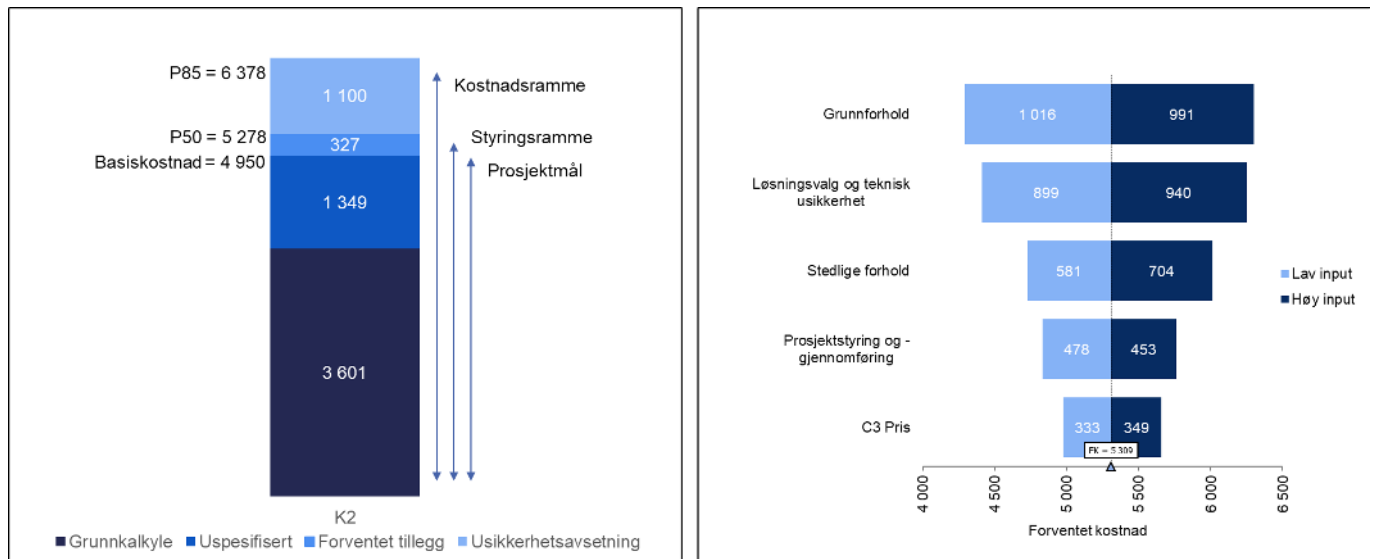 P85 = 6 378
1 100
Kostnadsramme
P50 = 5 278
327
Styringsramme
Basiskostnad = 4 950
Prosjektmål
1 349
3 601
K2
Grunnkalkyle
Uspesifisert
Forventet tillegg
Usikkerhetsavsetning
Grunnforhold
1 016
991
Løsningsvalg og teknisk
usikkerhet
899
940
Stedlige forhold
581
704
Lav input
Høy input
Prosjektstyring og -
gjennomføring
478
453
C3 Pris
333
349
FK = 5 309
4 000
4 500
5 000
5 500
6 000
6 500
Forventet kostnad